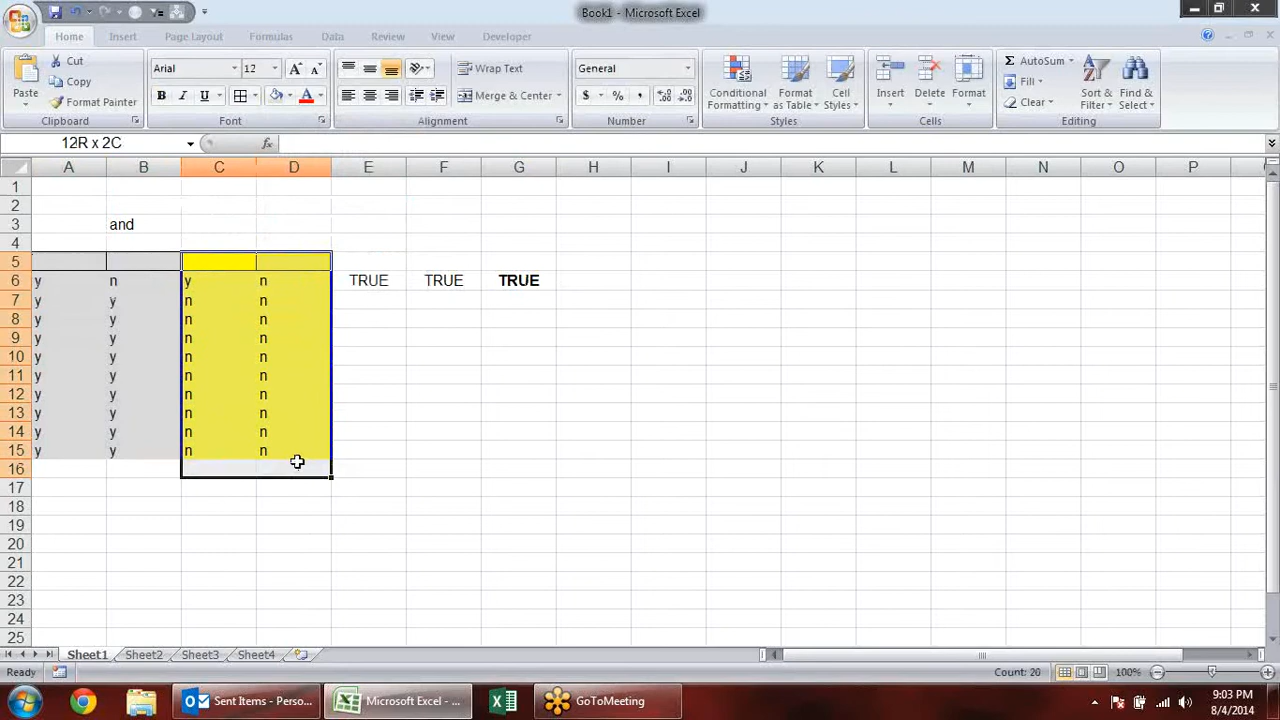 Book1 - Microsoft Excel
Home Insert Page Layout Formulas Data Review View Developer
Paste
Cut
Copy
Format Painter
Clipboard
Arial 12
B I U
Font
Wrap Text
Merge & Center
Alignment
General
$ % ,
Number
Conditional Formatting
Format as Table
Cell Styles
Styles
Insert Delete Format
Cells
AutoSum
Fill
Clear
Sort & Filter
Find & Select
Editing
12R x 2C fx
A B C D E F G H I J K L M N O P
1
2
3 and
4
5
6 y n y n TRUE TRUE TRUE
7 y y n n
8 y y n n
9 y y n n
10 y y n n
11 y y n n
12 y y n n
13 y y n n
14 y y n n
15 y y n n
16
17
18
19
20
21
22
23
24
25
Sheet1 Sheet2 Sheet3 Sheet4
Ready Count: 20 100%
Sent Items - Perso... Microsoft Excel - ... GoToMeeting 9:03 PM
8/4/2014